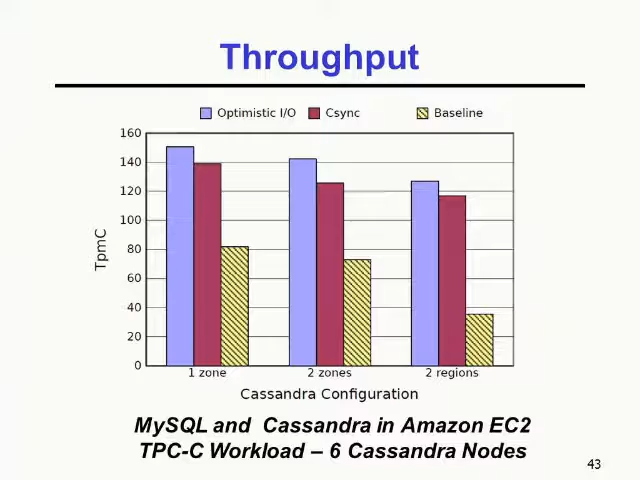 Throughput
Optimistic I/O Csync Baseline
160
140
120
100
80
60
40
20
0
TpmC
1 zone 2 zones 2 regions
Cassandra Configuration
MySQL and Cassandra in Amazon EC2
TPC-C Workload – 6 Cassandra Nodes
43